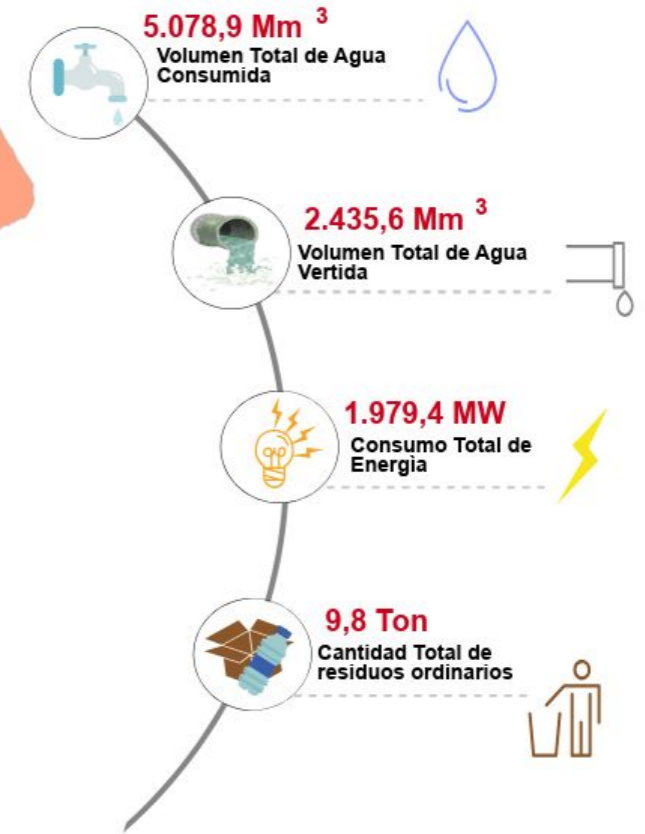 5.078,9 Mm 3
Volumen Total de Agua
Consumida
2.435,6 Mm 3
Volumen Total de Agua
Vertida
1.979,4 MW
Consumo Total de
Energìa
9,8 Ton
Cantidad Total de
residuos ordinarios